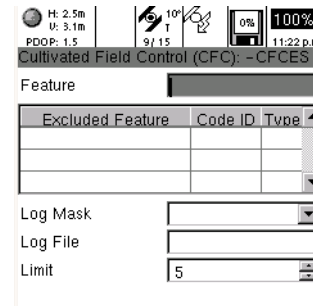 H: 2.5m
V: 3.1m
PDOP: 1.5
10°
T
9/15
0%
100%
11:22 p.
Cultivated Field Control (CFC): -CFCES
Feature
Excluded Feature Code ID Type
Log Mask
Log File
Limit 5